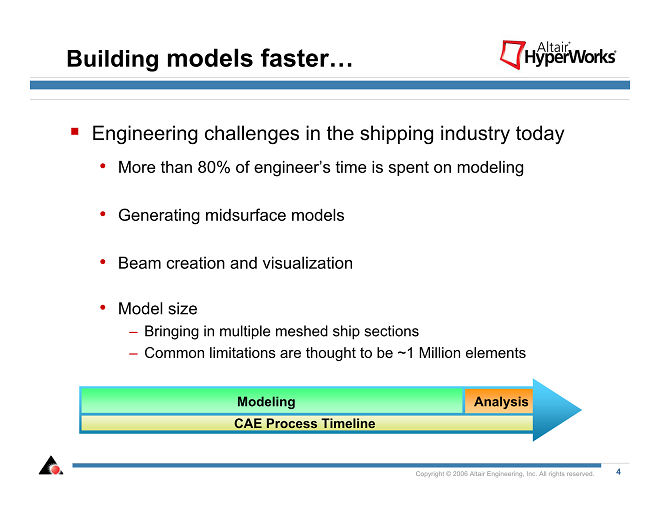 Building models faster…
Altair®
HyperWorks®
Engineering challenges in the shipping industry today
More than 80% of engineer’s time is spent on modeling
Generating midsurface models
Beam creation and visualization
Model size
– Bringing in multiple meshed ship sections
– Common limitations are thought to be ~1 Million elements
Modeling
Analysis
CAE Process Timeline
Copyright © 2006 Altair Engineering, Inc. All rights reserved.
4